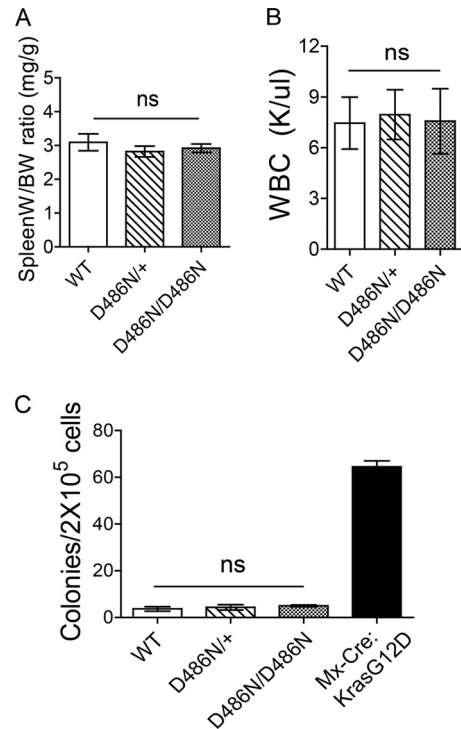 A
SpleenW/BW ratio (mg/g)
5
4
3
2
1
0
ns
WT
D486N/+
D486N/D486N
B
WBC (K/ul)
12
9
6
3
0
ns
WT
D486N/+
D486N/D486N
C
Colonies/2X10⁵ cells
80
60
40
20
0
ns
WT
D486N/+
D486N/D486N
Mx-Cre:
KrasG12D